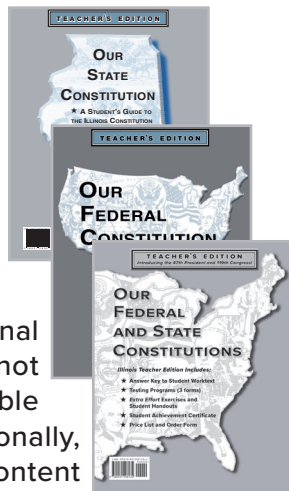 TEACHER'S EDITION
OUR
STATE
CONSTITUTION
★ A STUDENT'S GUIDE TO
THE ILLINOIS CONSTITUTION
TEACHER'S EDITION
OUR
FEDERAL
CONSTITUTION
TEACHER'S EDITION
Introducing the 47th President and 119th Congress!
OUR
FEDERAL
AND STATE
CONSTITUTIONS
Illinois Teacher Edition Includes:
★ Answer Key to Student Worktext
★ Testing Programs (3 forms)
★ Extra Effort Exercises and
Student Handouts
★ Student Achievement Certificate
★ Price List and Order Form
nal
not
ble
onally,
ontent